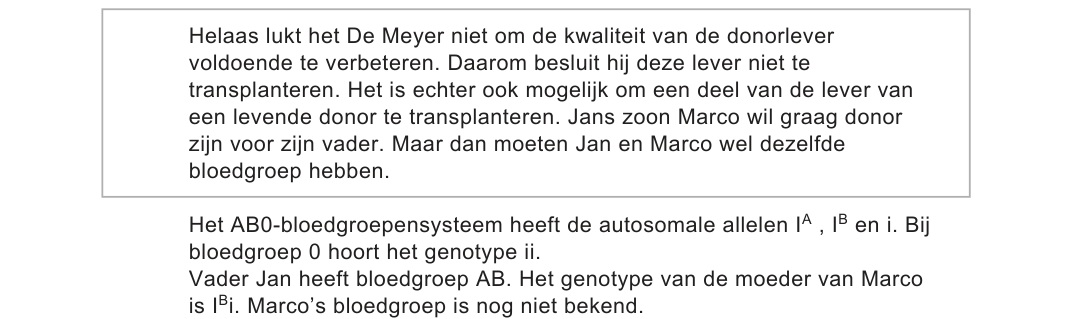 Helaas lukt het De Meyer niet om de kwaliteit van de donorlever
voldoende te verbeteren. Daarom besluit hij deze lever niet te
transplanteren. Het is echter ook mogelijk om een deel van de lever van
een levende donor te transplanteren. Jans zoon Marco wil graag donor
zijn voor zijn vader. Maar dan moeten Jan en Marco wel dezelfde
bloedgroep hebben.
Het AB0-bloedgroepensysteem heeft de autosomale allelen Iᴬ , Iᴮ en i. Bij
bloedgroep 0 hoort het genotype ii.
Vader Jan heeft bloedgroep AB. Het genotype van de moeder van Marco
is Iᴮi. Marco’s bloedgroep is nog niet bekend.